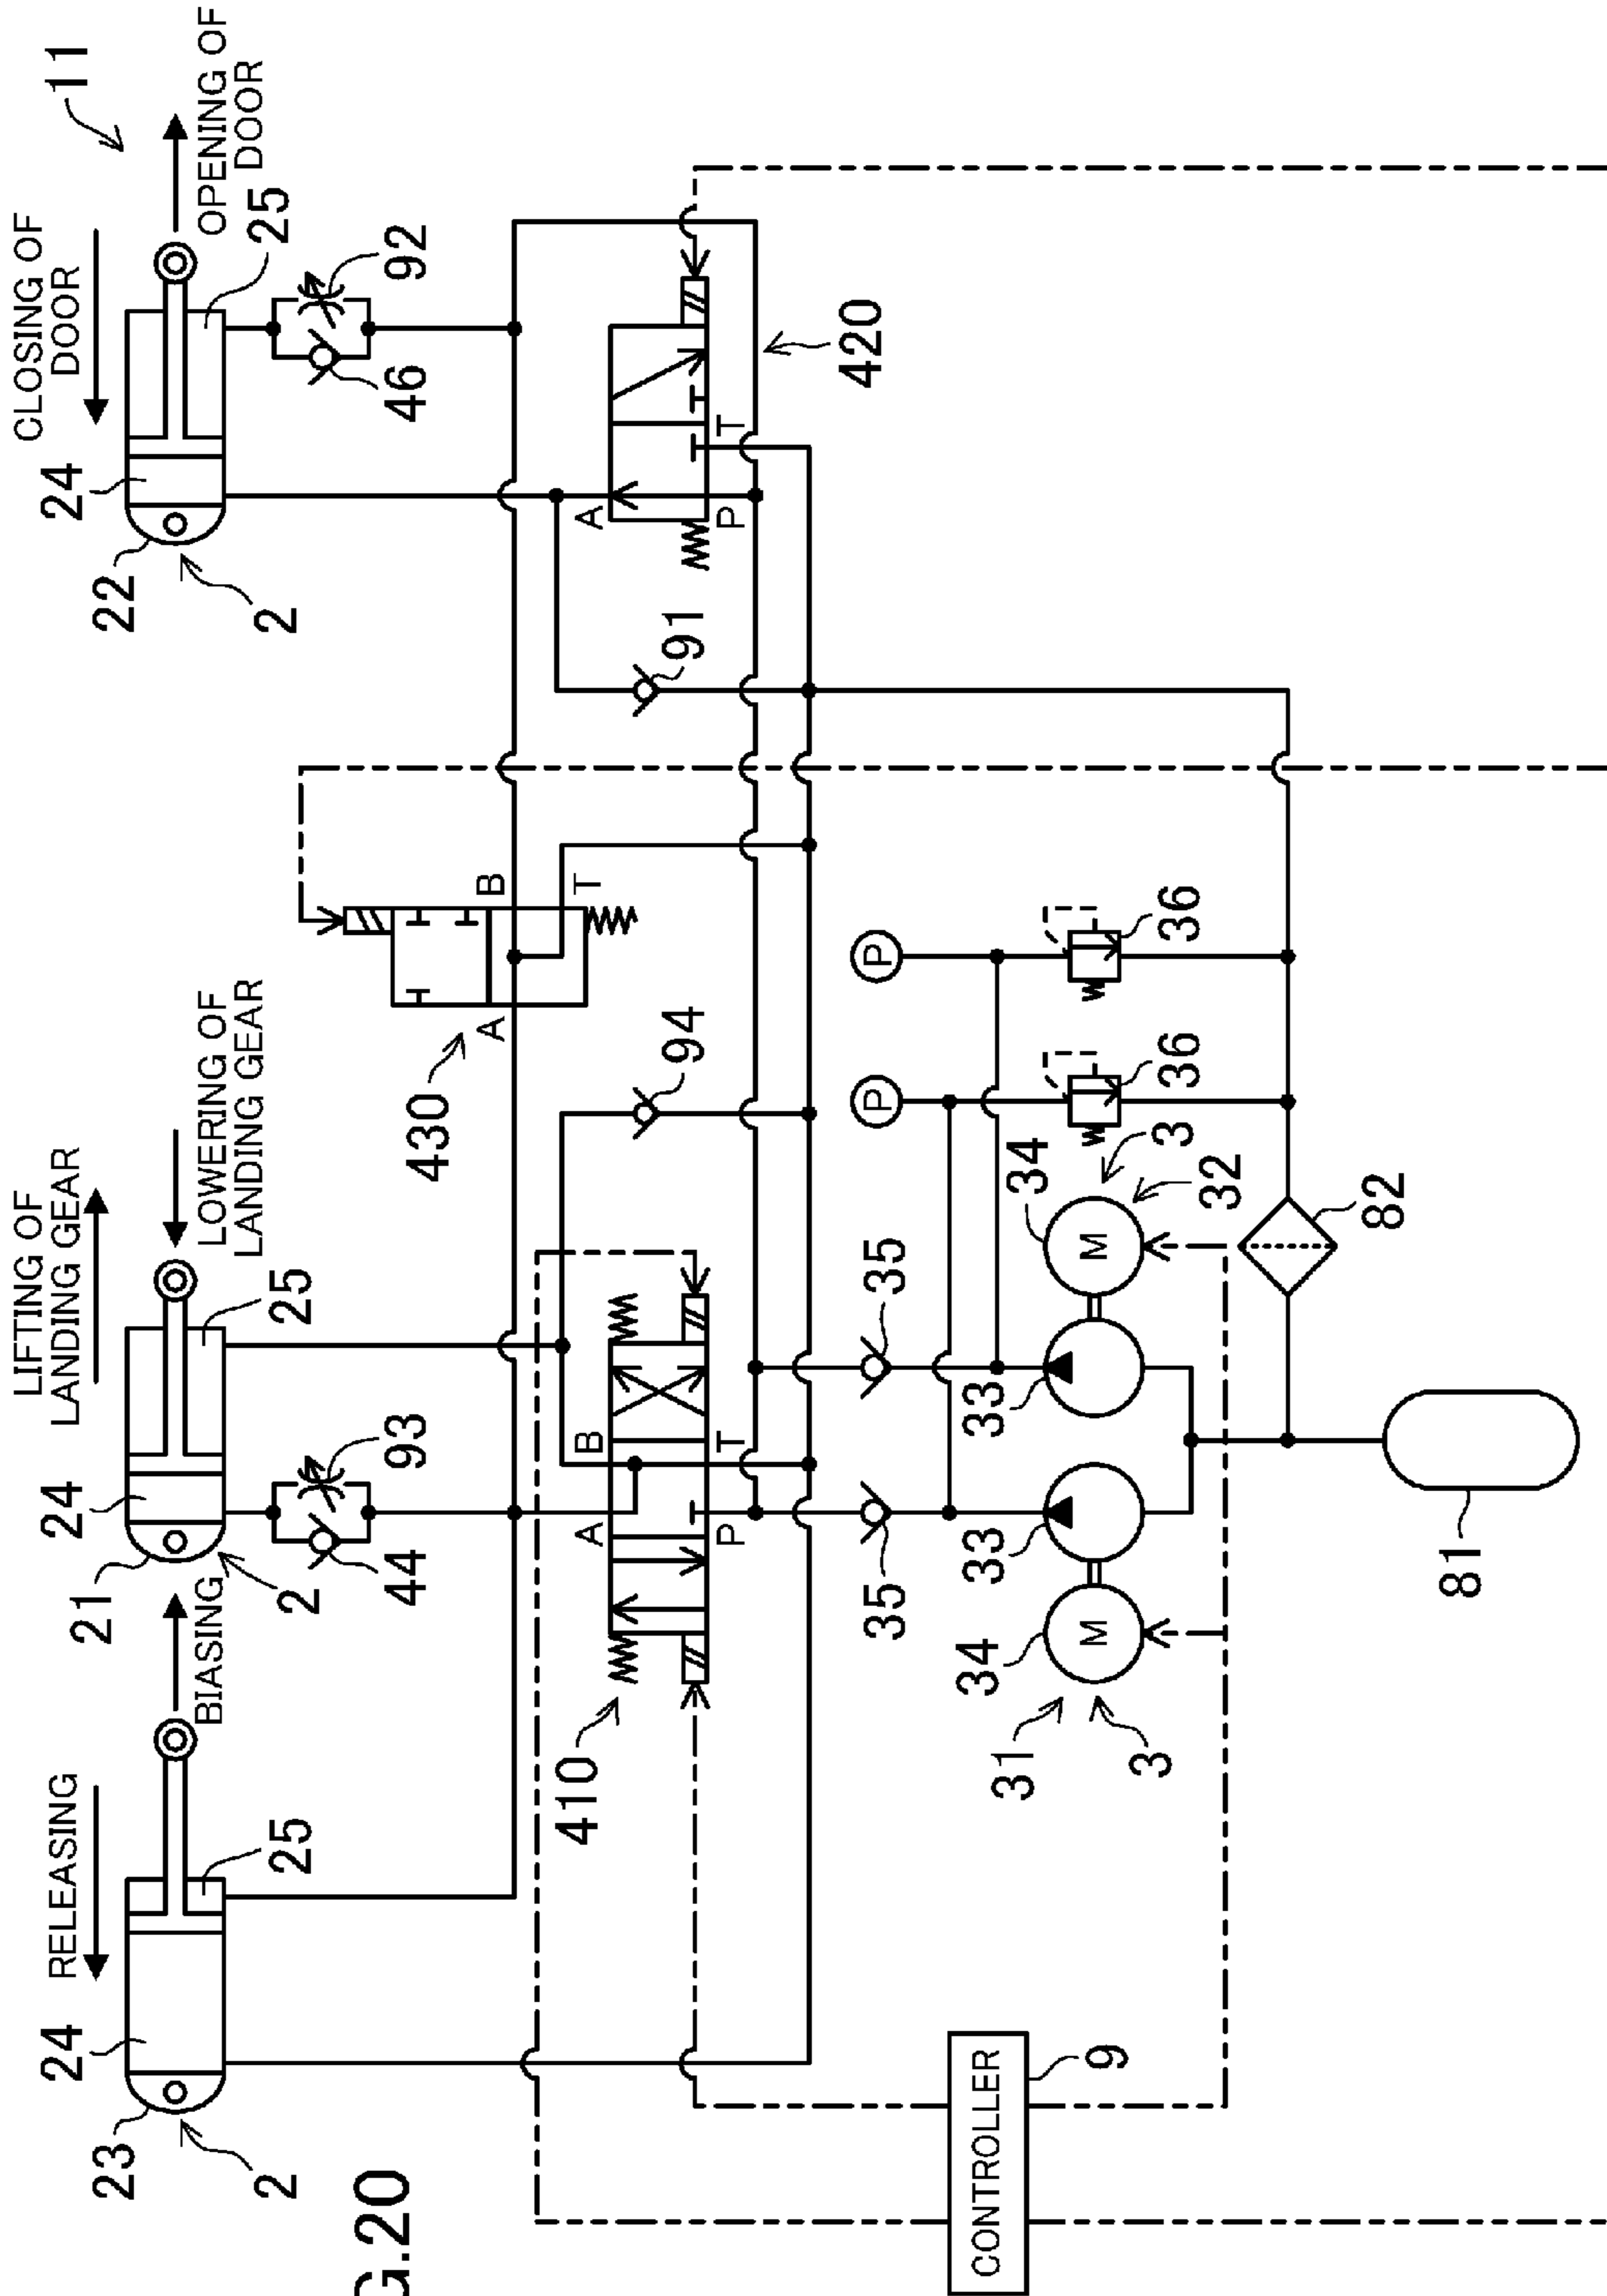 RELEASING
LIFTING OF
LANDING GEAR
CLOSING OF
DOOR
11
24
24
24
23
21
22
BIASING
LOWERING OF
LANDING GEAR
OPENING OF
DOOR
2
25
2
25
2
25
G.20
44
93
46
92
430
A
B
T
410
A
B
P
T
94
91
A
P
T
420
35
35
P
P
CONTROLLER
9
31
34
M
33
33
M
34
3
3
32
36
36
81
82